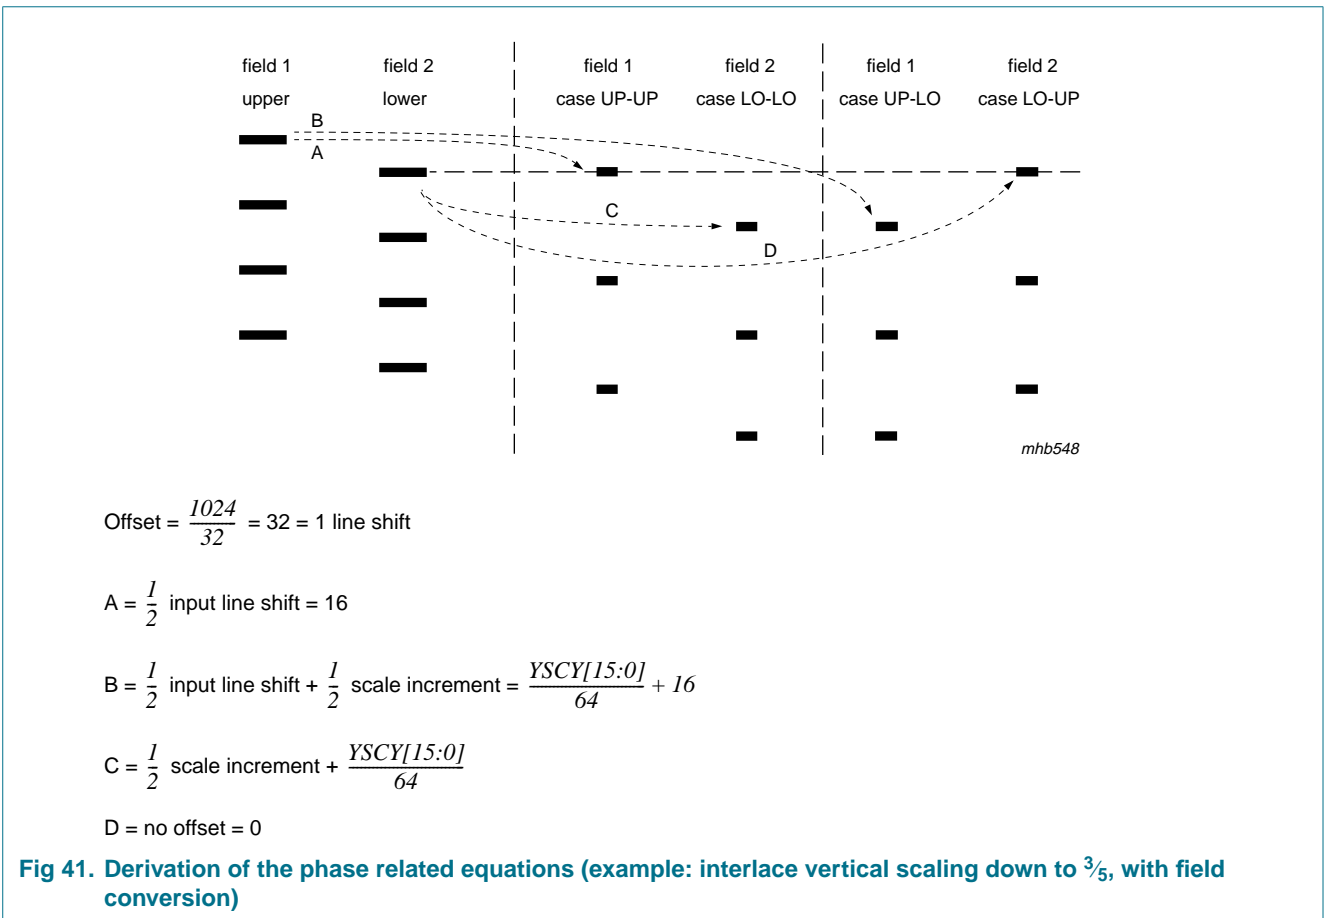 field 1 field 2 field 1 field 2 field 1 field 2
upper lower case UP-UP case LO-LO case UP-LO case LO-UP
B
A
C
D
mhb548
Offset = 1024/32 = 32 = 1 line shift
A = 1/2 input line shift = 16
B = 1/2 input line shift + 1/2 scale increment = YSCY[15:0]/64 + 16
C = 1/2 scale increment + YSCY[15:0]/64
D = no offset = 0
Fig 41. Derivation of the phase related equations (example: interlace vertical scaling down to 3/5, with field
conversion)